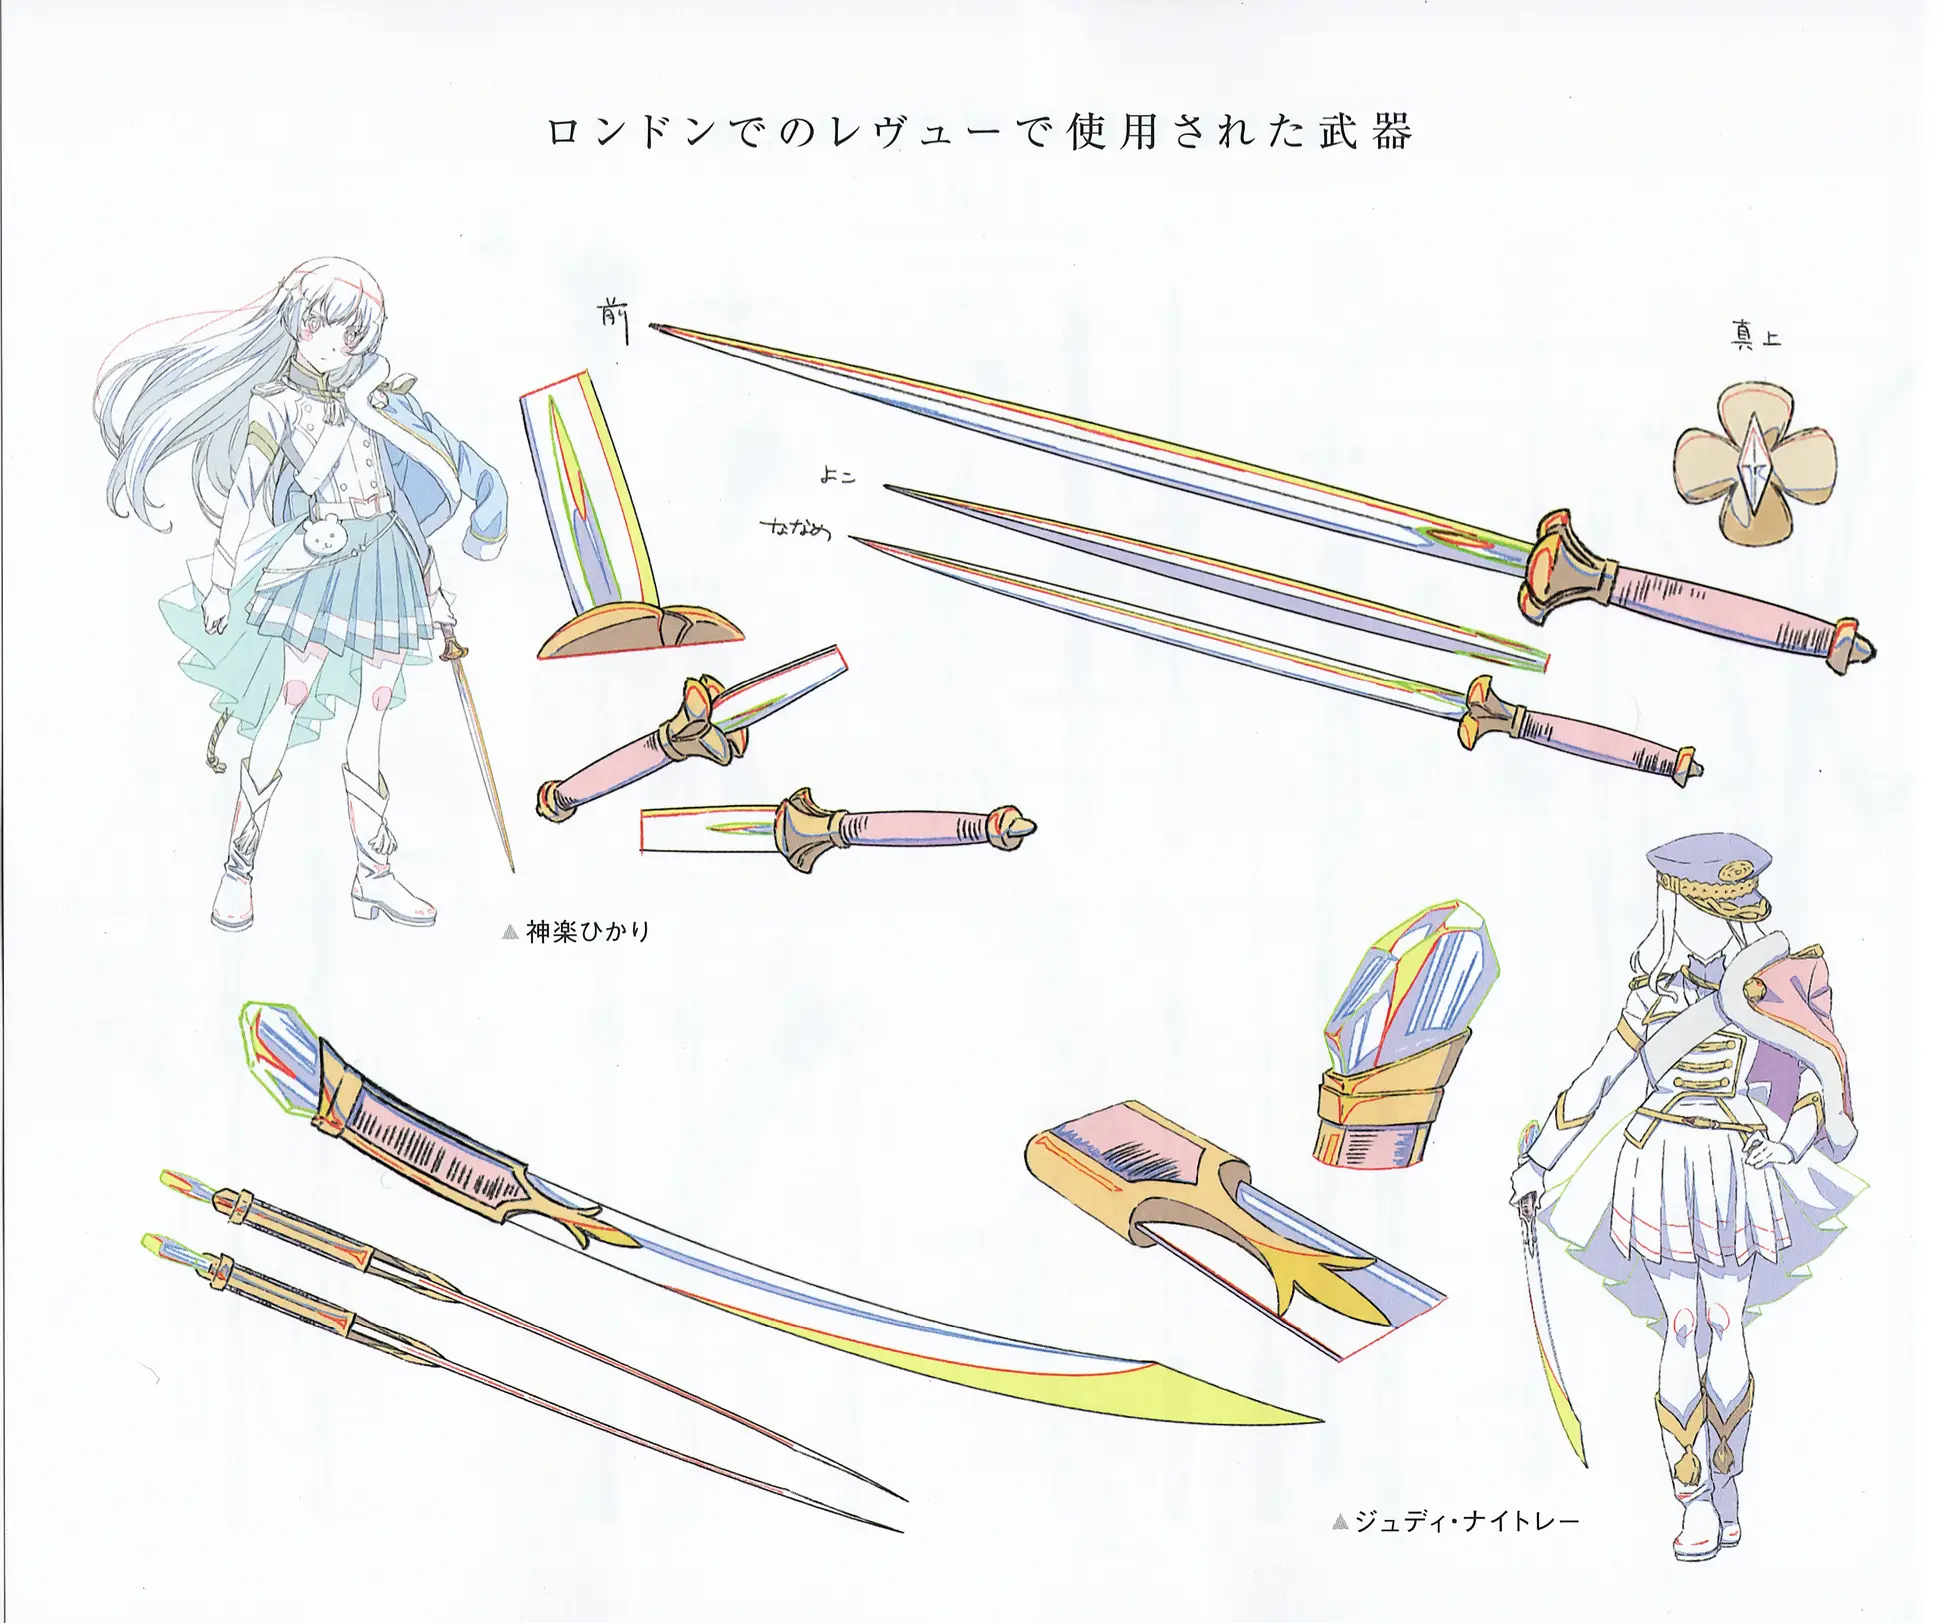 ロンドンでのレヴューで使用された武器
前
真上
よこ
ななめ
▲神楽ひかり
▲ジュディ・ナイトレー